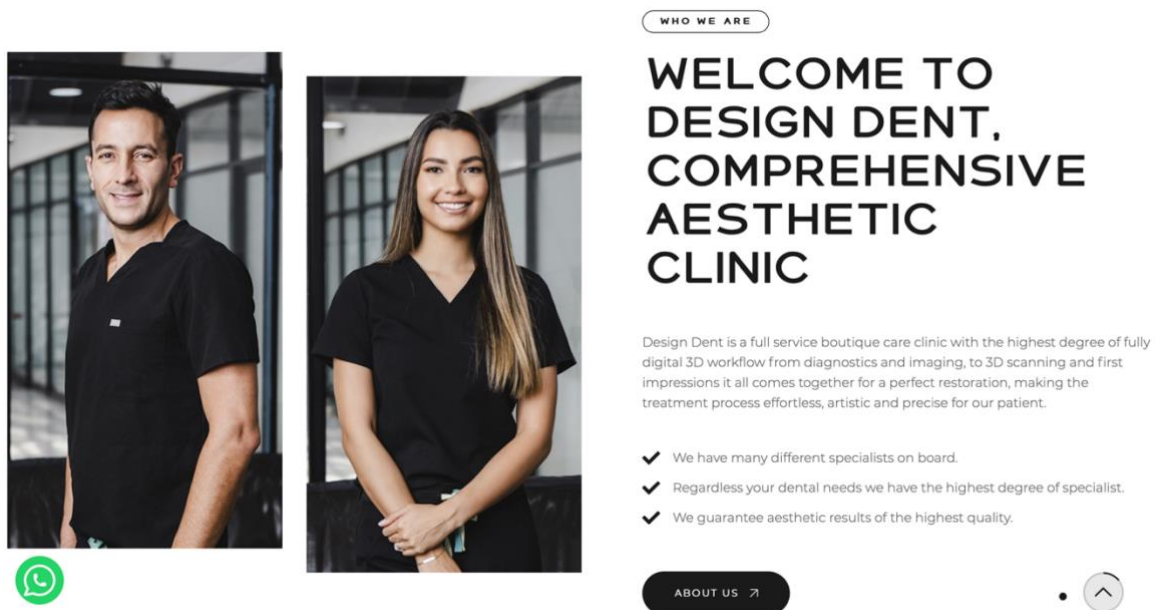 WHO WE ARE
WELCOME TO
DESIGN DENT,
COMPREHENSIVE
AESTHETIC
CLINIC
Design Dent is a full service boutique care clinic with the highest degree of fully
digital 3D workflow from diagnostics and imaging, to 3D scanning and first
impressions it all comes together for a perfect restoration, making the
treatment process effortless, artistic and precise for our patient.
We have many different specialists on board.
Regardless your dental needs we have the highest degree of specialist.
We guarantee aesthetic results of the highest quality.
ABOUT US